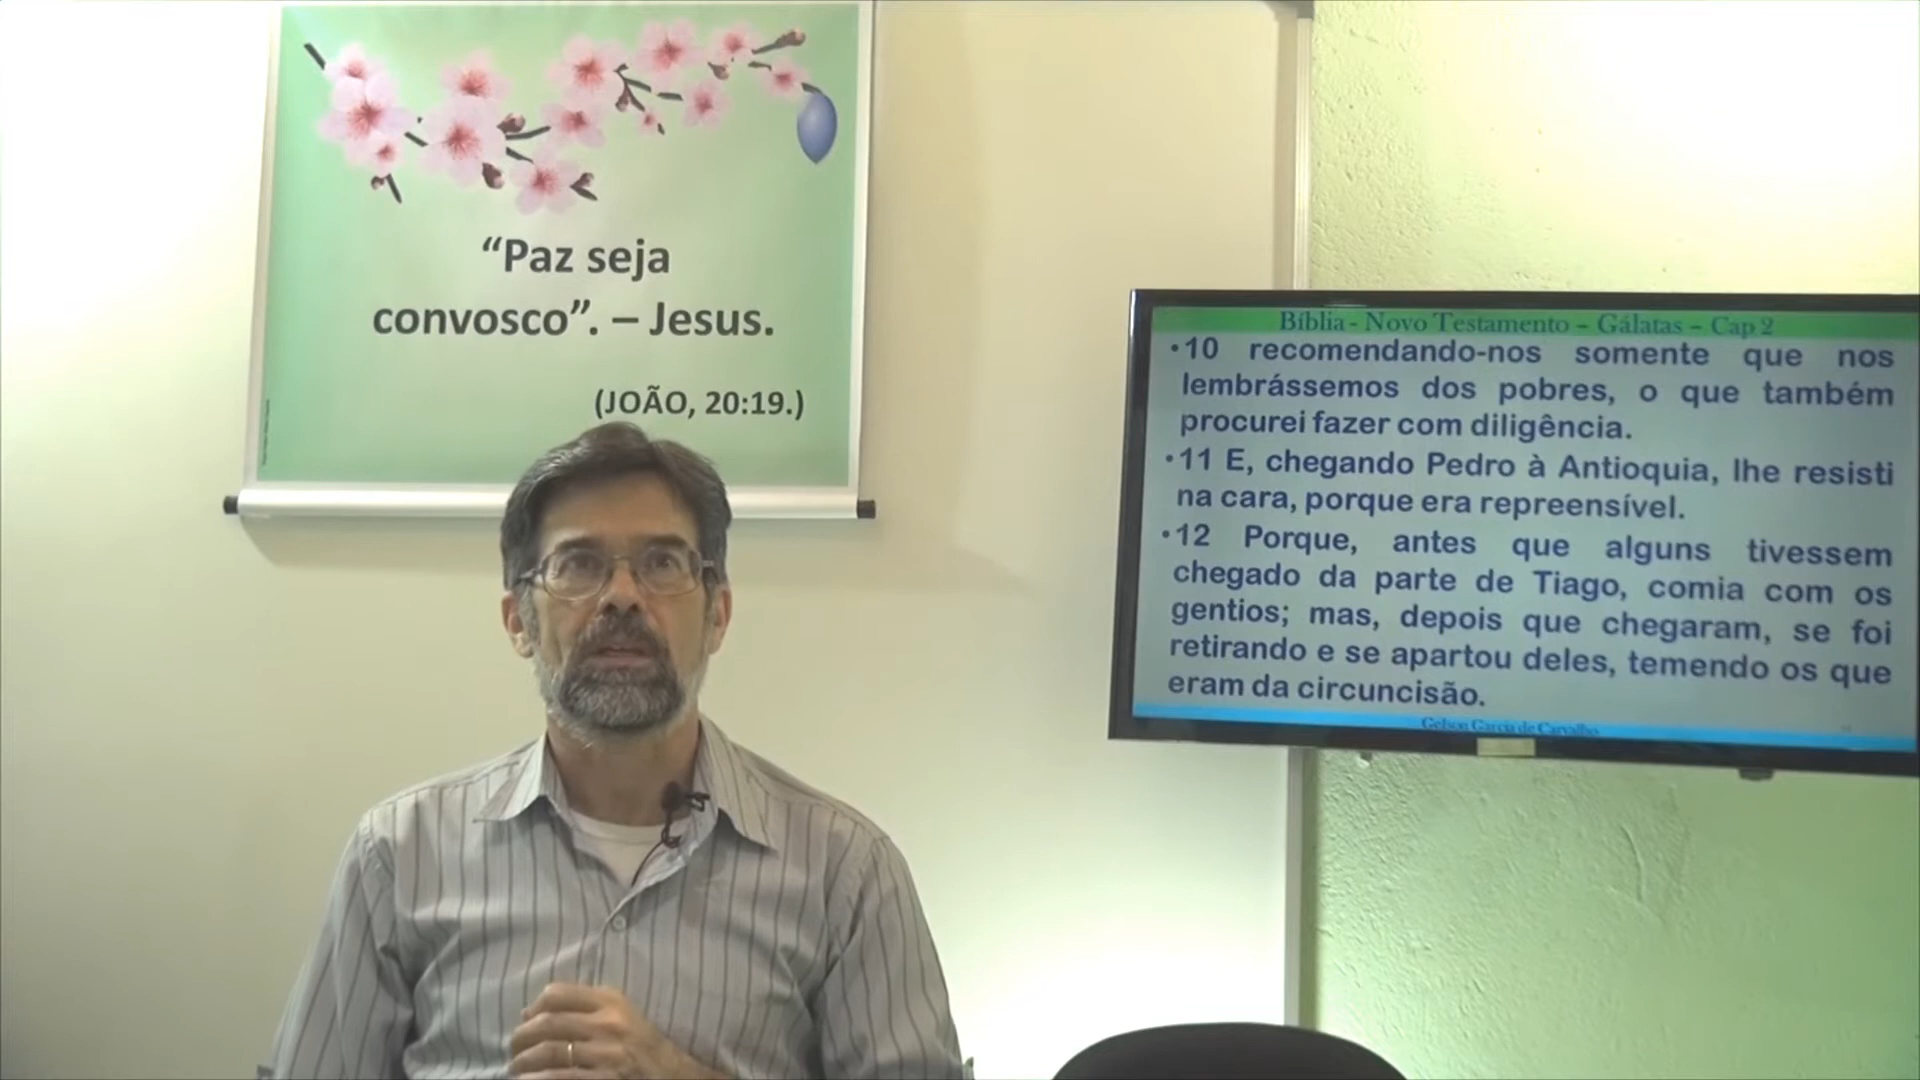 “Paz seja
convosco”. – Jesus.
(JOÃO, 20:19.)
Bíblia - Novo Testamento – Gálatas – Cap 2
•10 recomendando-nos somente que nos
lembrássemos dos pobres, o que também
procurei fazer com diligência.
•11 E, chegando Pedro à Antioquia, lhe resisti
na cara, porque era repreensível.
•12 Porque, antes que alguns tivessem
chegado da parte de Tiago, comia com os
gentios; mas, depois que chegaram, se foi
retirando e se apartou deles, temendo os que
eram da circuncisão.
Gelson Garcia de Carvalho